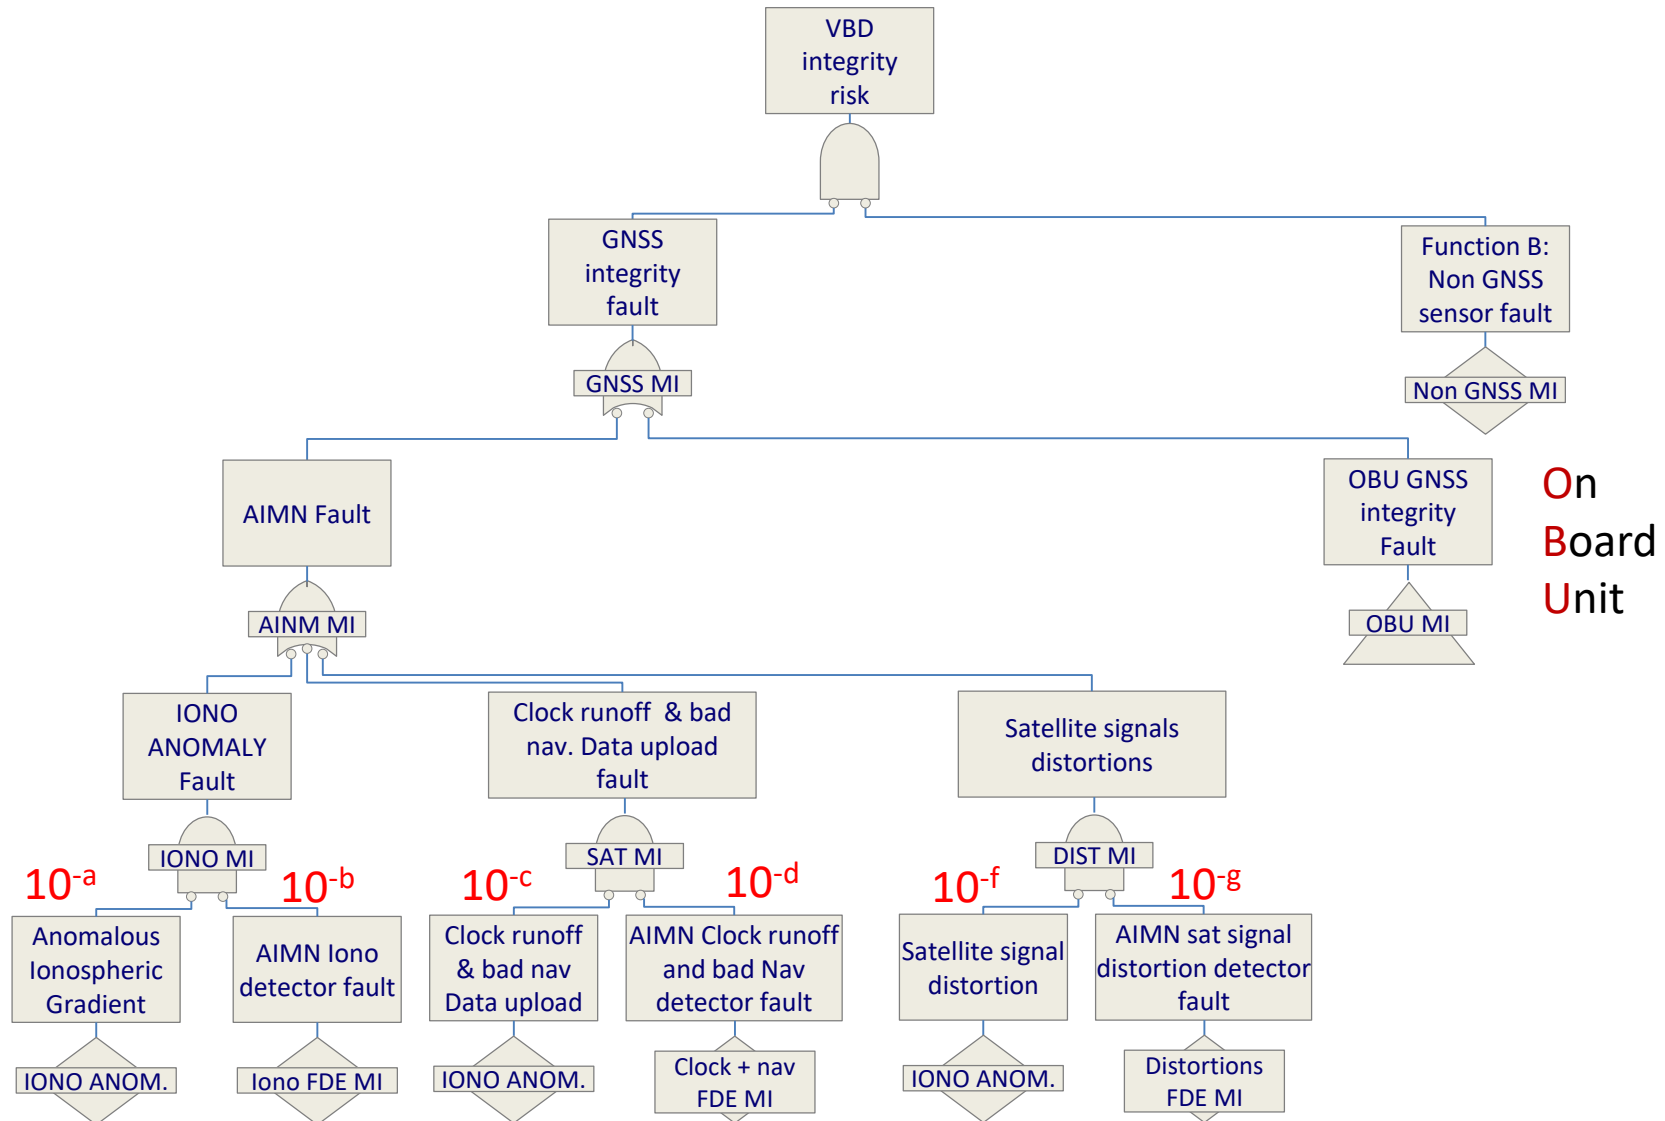 VBD
integrity
risk
GNSS
integrity
fault
Function B:
Non GNSS
sensor fault
GNSS MI
Non GNSS MI
AIMN Fault
OBU GNSS
integrity
Fault
On
Board
Unit
AINM MI
OBU MI
IONO
ANOMALY
Fault
Clock runoff & bad
nav. Data upload
fault
Satellite signals
distortions
IONO MI
SAT MI
DIST MI
10-a
10-b
10-c
10-d
10-f
10-g
Anomalous
Ionospheric
Gradient
AIMN Iono
detector fault
Clock runoff
& bad nav
Data upload
AIMN Clock runoff
and bad Nav
detector fault
Satellite signal
distortion
AIMN sat signal
distortion detector
fault
IONO ANOM.
Iono FDE MI
IONO ANOM.
Clock + nav
FDE MI
IONO ANOM.
Distortions
FDE MI